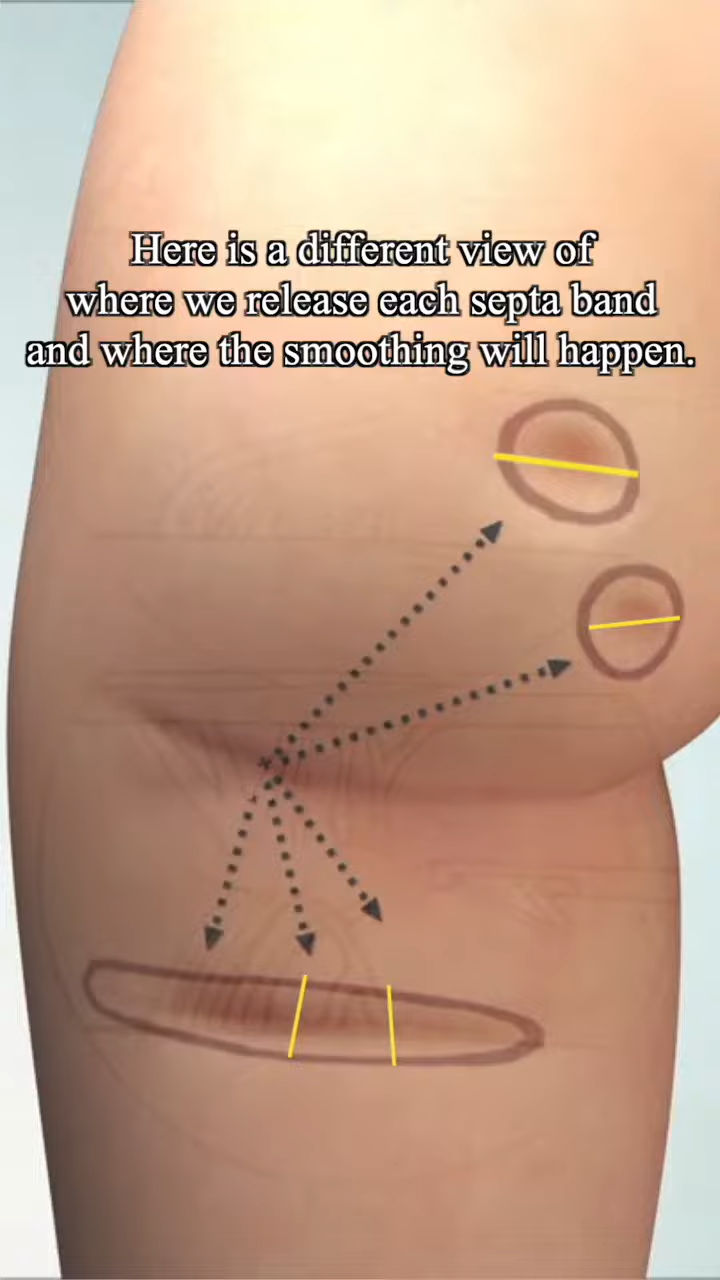 Here is a different view of
where we release each septa band
and where the smoothing will happen.